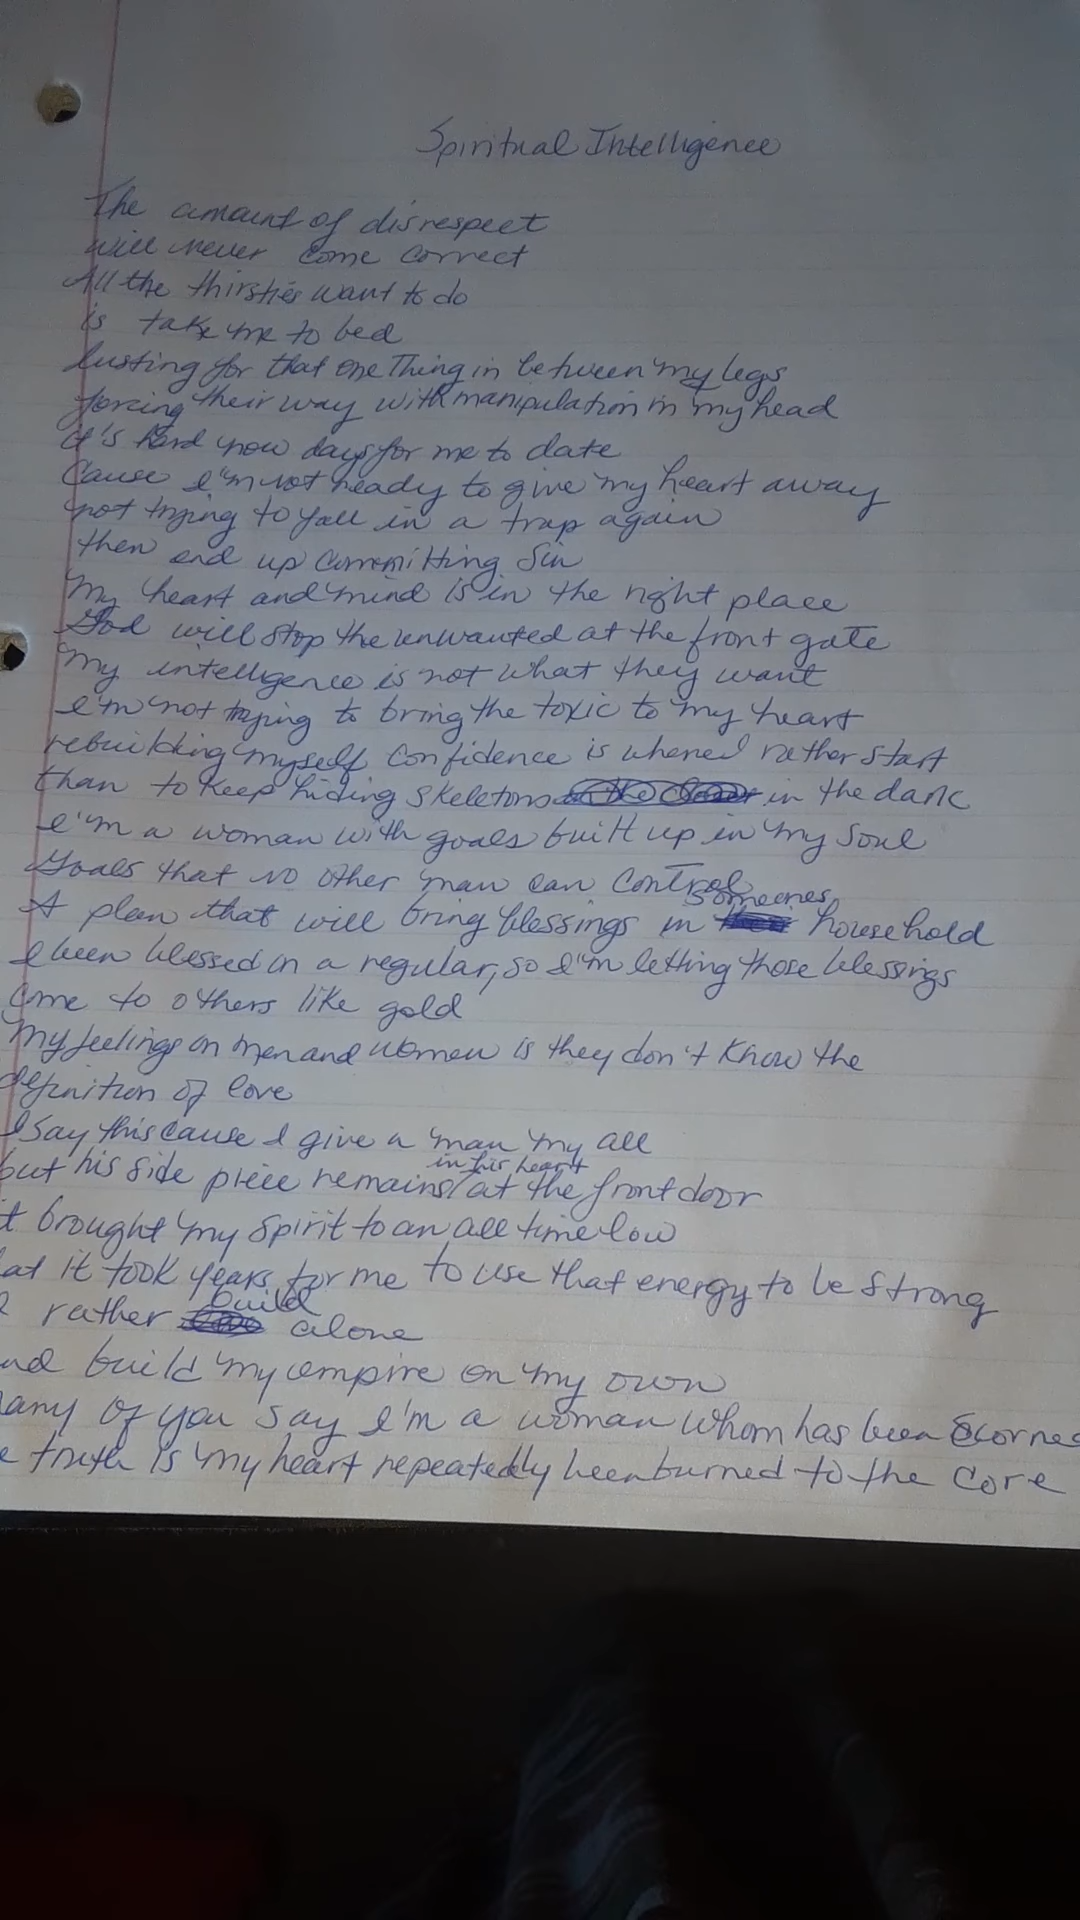 Spiritual Intelligence
The amount of disrespect
will never come correct
All the thirsties want to do
is take me to bed
lusting for that one Thing in between my legs
forcing their way with manipulation in my head
it's hard now days for me to date
Cause I'm not ready to give my heart away
not trying to fall in a trap again
then end up committing Sin
My heart and mind is in the right place
God will stop the unwanted at the front gate
My intelligence is not what they want
I'm not trying to bring the toxic to my heart
rebuilding myself confidence is where I rather start
than to keep hiding skeletons in the dark
I'm a woman with goals built up in my soul
Goals that no other man can control
A plan that will bring blessings in someones household
I been blessed on a regular, so I'm letting those blessings
come to others like gold
My feelings on men and women is they don't know the
definition of love
I say this cause I give a man my all
but his side piece remains in his heart at the front door
it brought my spirit to an all time low
at it took years for me to use that energy to be strong
I rather build alone
and build my empire on my own
many of you say I'm a woman whom has been scorned
truth is my heart repeatedly been burned to the core